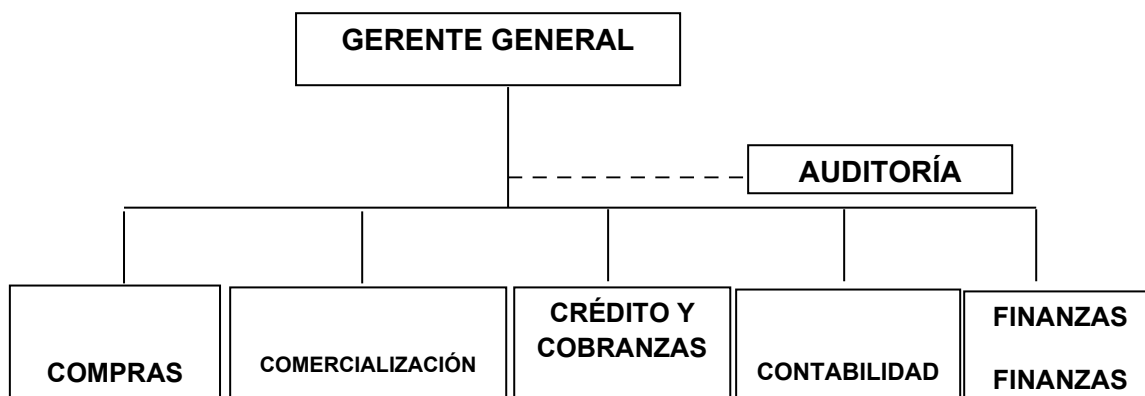 GERENTE GENERAL
AUDITORÍA
COMPRAS
COMERCIALIZACIÓN
CRÉDITO Y
COBRANZAS
CONTABILIDAD
FINANZAS
FINANZAS